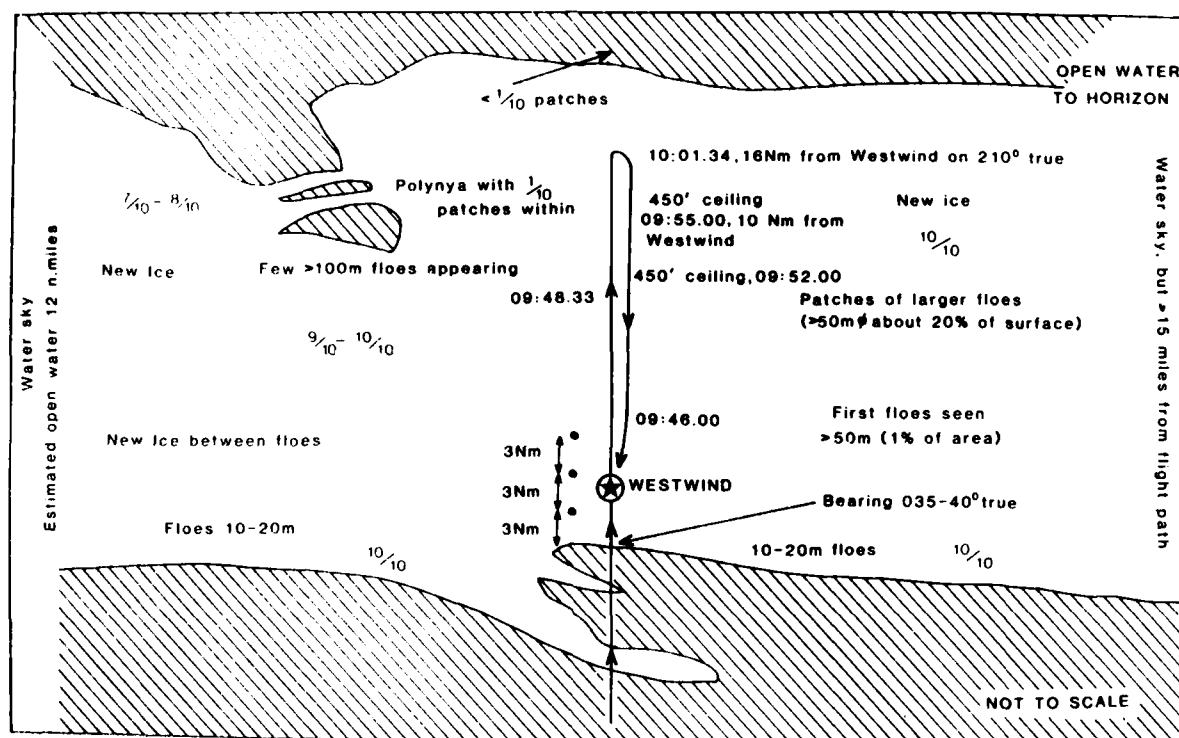 OPEN WATER
TO HORIZON
< 1/10 patches
10:01.34, 16Nm from Westwind on 210° true
7/10 - 8/10
Polynya with 1/10
patches within
450' ceiling
09:55.00, 10 Nm from
Westwind
New ice
10/10
New Ice
Few >100m floes appearing
450' ceiling, 09:52.00
09:48.33
Patches of larger floes
(>50m ø about 20% of surface)
9/10 - 10/10
Water sky
Estimated open water 12 n.miles
Water sky, but >15 miles from flight path
09:46.00
First floes seen
>50m (1% of area)
New Ice between floes
3Nm
3Nm
WESTWIND
3Nm
Bearing 035-40° true
Floes 10-20m
10/10
10-20m floes
10/10
NOT TO SCALE